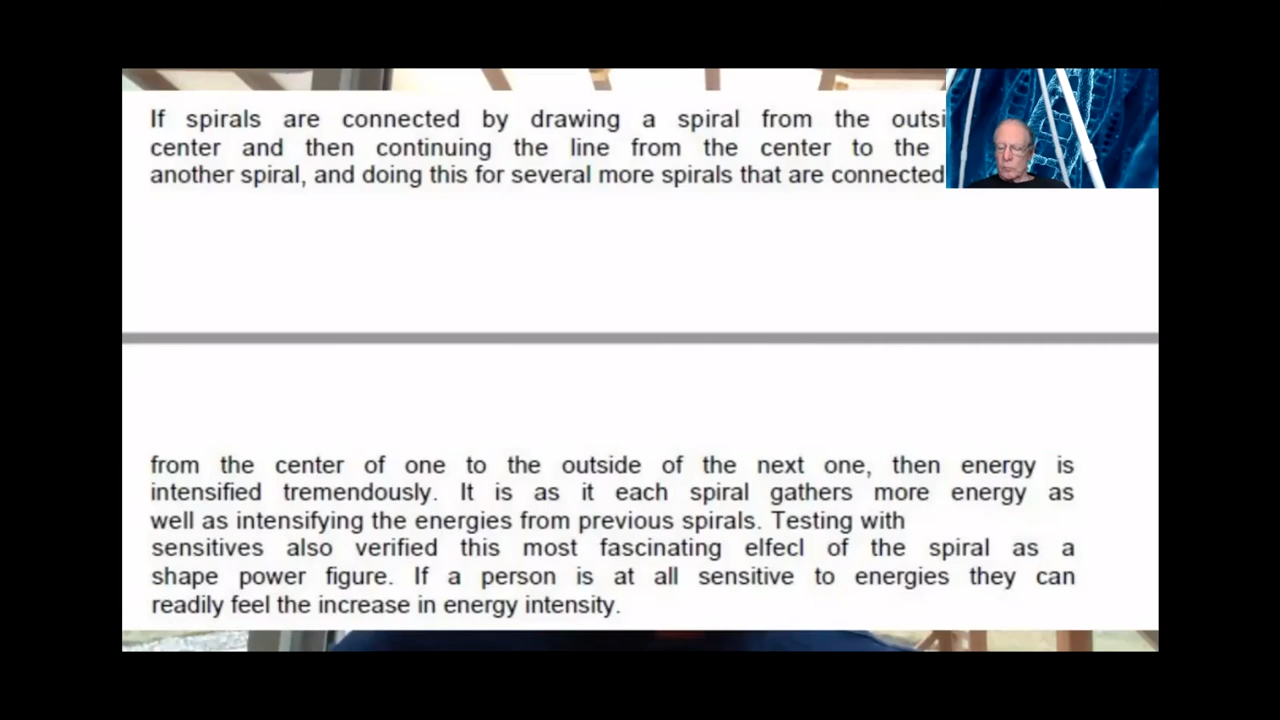 If spirals are connected by drawing a spiral from the outsi
center and then continuing the line from the center to the
another spiral, and doing this for several more spirals that are connected
from the center of one to the outside of the next one, then energy is
intensified tremendously. It is as it each spiral gathers more energy as
well as intensifying the energies from previous spirals. Testing with
sensitives also verified this most fascinating elfecl of the spiral as a
shape power figure. If a person is at all sensitive to energies they can
readily feel the increase in energy intensity.